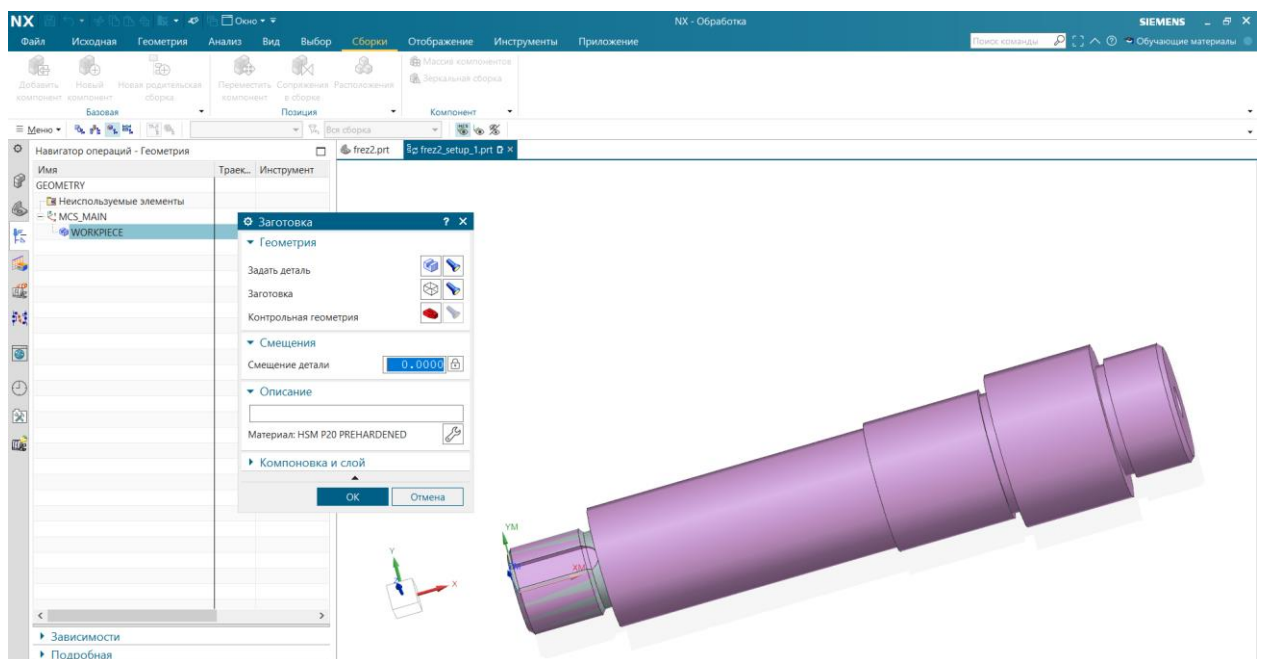 NX Окно NX - Обработка SIEMENS
Файл Исходная Геометрия Анализ Вид Выбор Сборки Отображение Инструменты Приложение Поиск команды Обучающие материалы
Добавить компонент
Новый компонент
Новая родительская сборка
Переместить компонент
Сопряжения в сборке
Расположения
Массив компонентов
Зеркальная сборка
Базовая Позиция Компонент
Меню Вся сборка
Навигатор операций - Геометрия frez2.prt frez2_setup_1.prt
Имя Траек... Инструмент
GEOMETRY
Неиспользуемые элементы
MCS_MAIN
WORKPIECE
Заготовка ? X
Геометрия
Задать деталь
Заготовка
Контрольная геометрия
Смещения
Смещение детали 0.0000
Описание
Материал: HSM P20 PREHARDENED
Компоновка и слой
OK Отмена
YM
XM
Y
X
Зависимости
Подробная